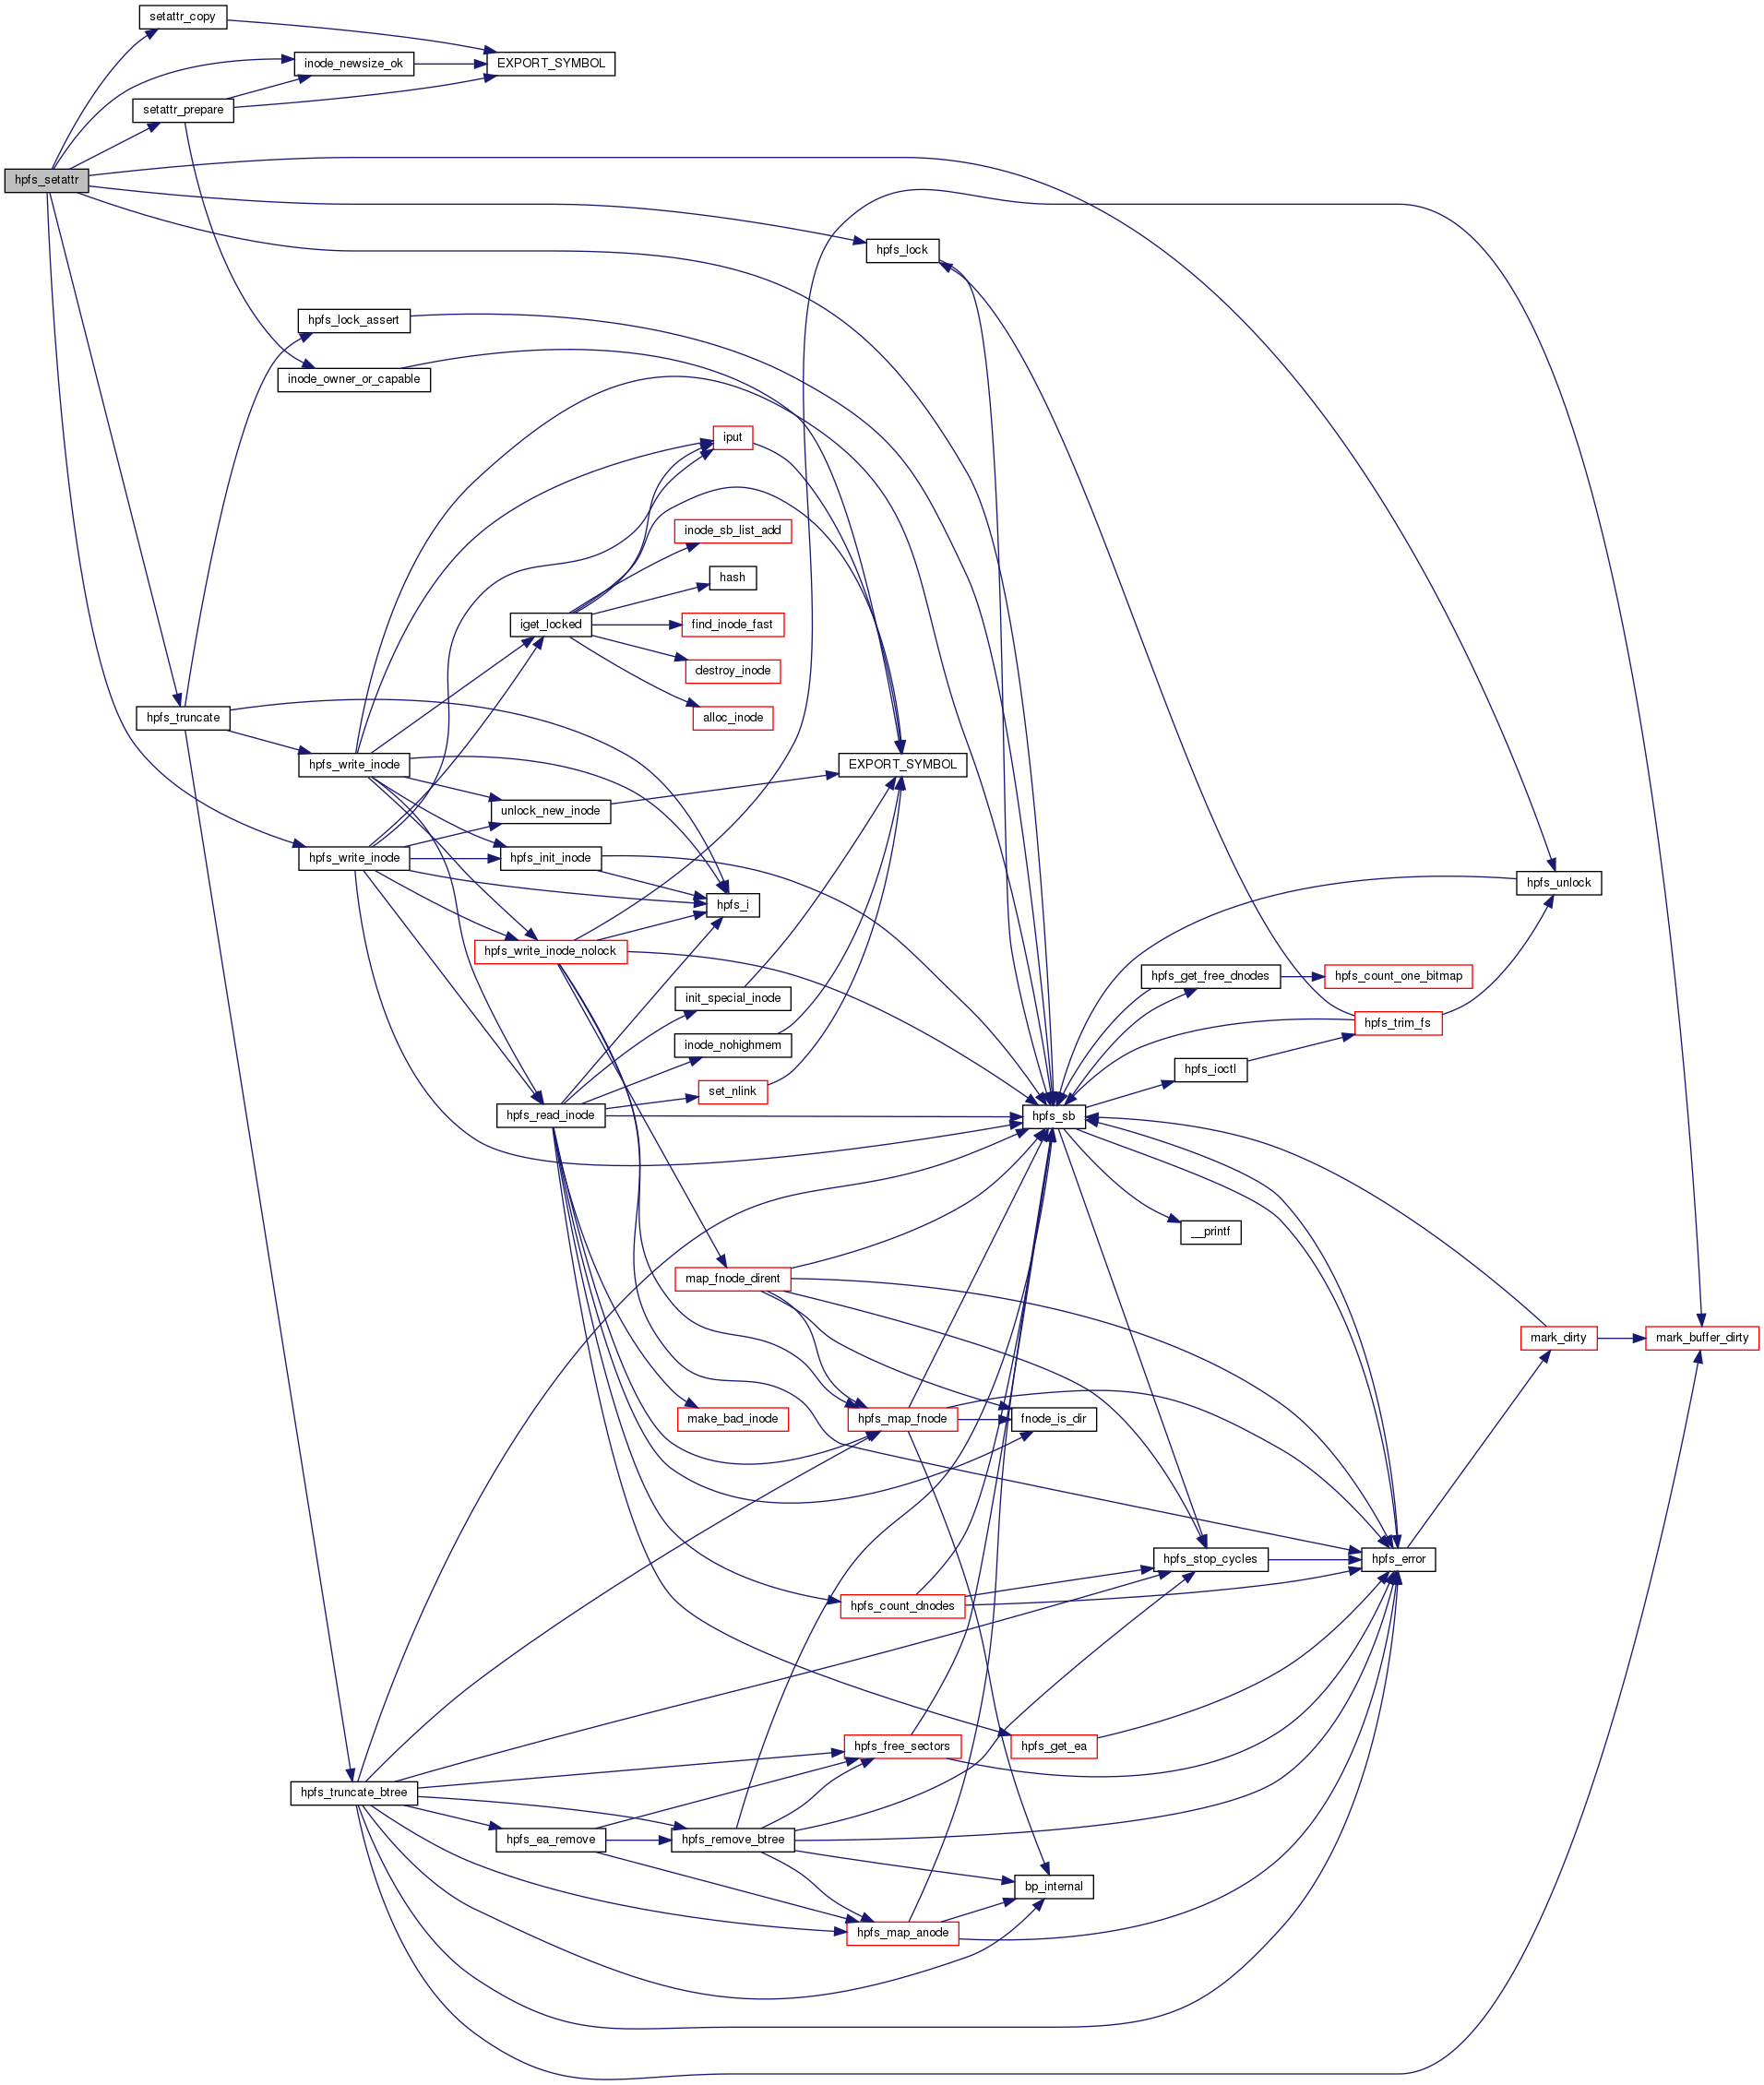 setattr_copy
inode_newsize_ok
EXPORT_SYMBOL
setattr_prepare
hpfs_setattr
hpfs_lock
hpfs_lock_assert
inode_owner_or_capable
iput
inode_sb_list_add
hash
iget_locked
find_inode_fast
destroy_inode
hpfs_truncate
alloc_inode
hpfs_write_inode
EXPORT_SYMBOL
unlock_new_inode
hpfs_write_inode
hpfs_init_inode
hpfs_unlock
hpfs_i
hpfs_write_inode_nolock
hpfs_get_free_dnodes
hpfs_count_one_bitmap
init_special_inode
hpfs_trim_fs
inode_nohighmem
hpfs_ioctl
set_nlink
hpfs_read_inode
hpfs_sb
__printf
map_fnode_dirent
mark_dirty
mark_buffer_dirty
make_bad_inode
hpfs_map_fnode
fnode_is_dir
hpfs_stop_cycles
hpfs_error
hpfs_count_dnodes
hpfs_free_sectors
hpfs_get_ea
hpfs_truncate_btree
hpfs_ea_remove
hpfs_remove_btree
bp_internal
hpfs_map_anode